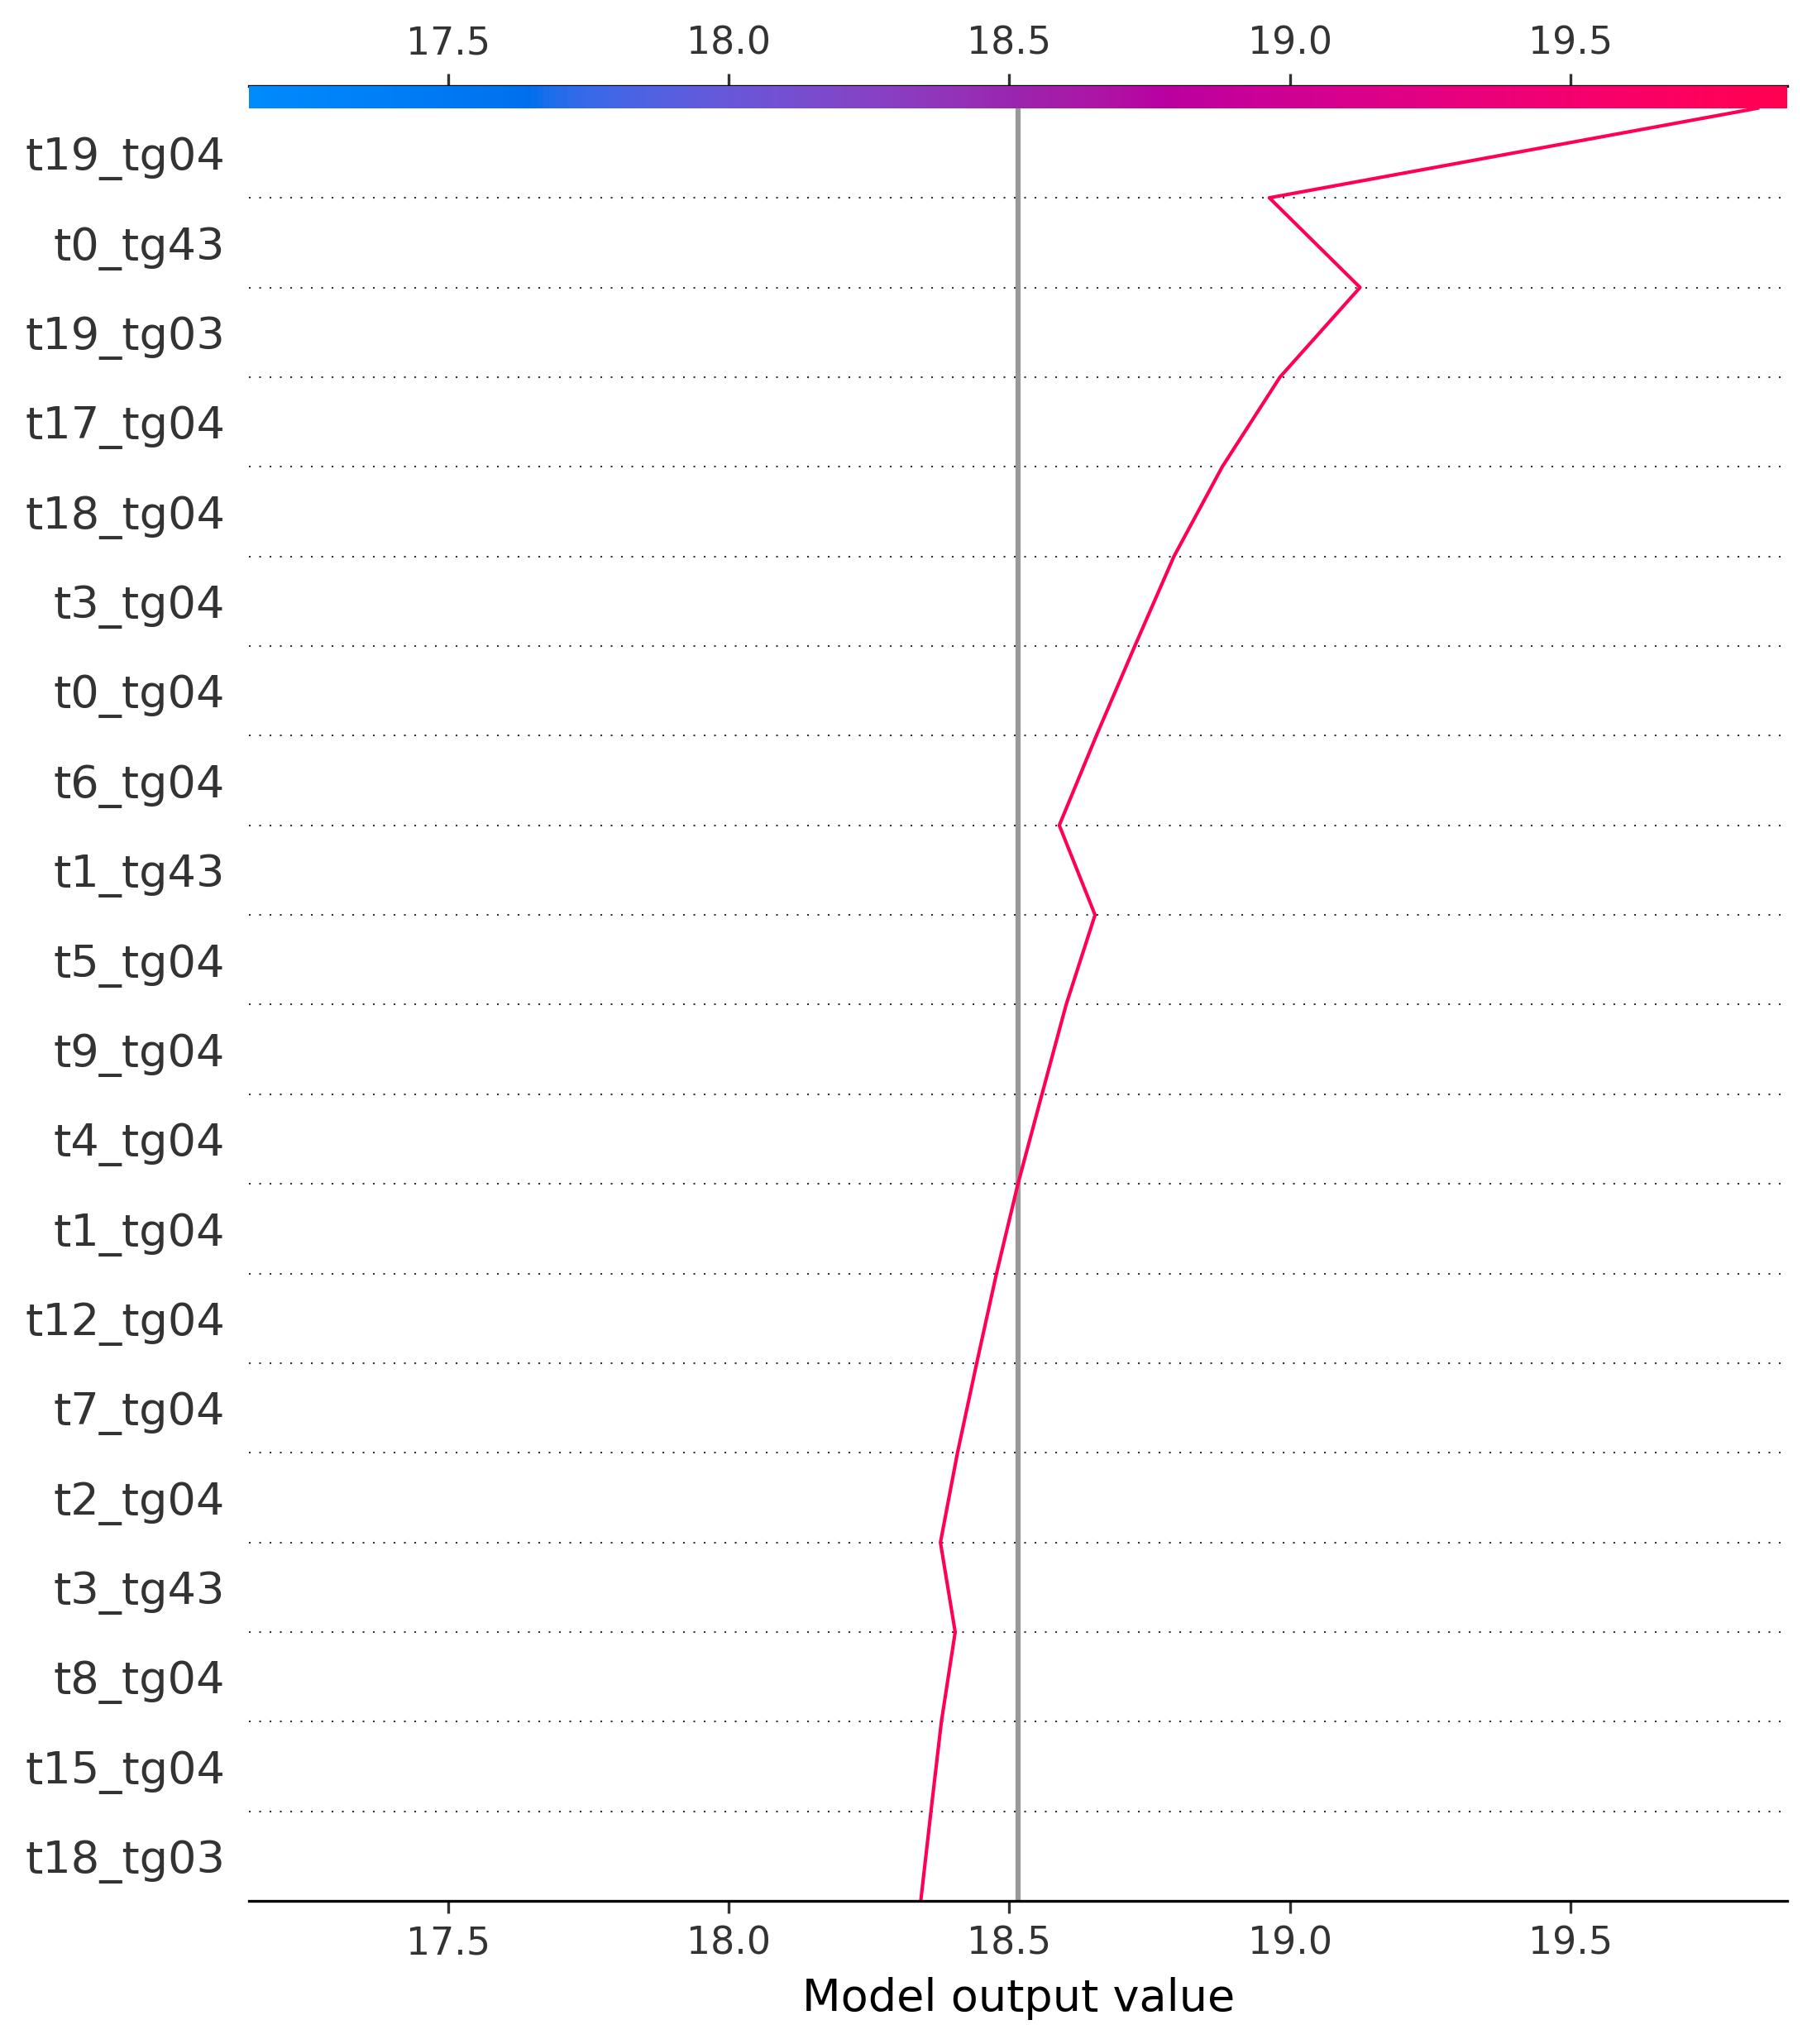 17.5 18.0 18.5 19.0 19.5
t19_tg04
t0_tg43
t19_tg03
t17_tg04
t18_tg04
t3_tg04
t0_tg04
t6_tg04
t1_tg43
t5_tg04
t9_tg04
t4_tg04
t1_tg04
t12_tg04
t7_tg04
t2_tg04
t3_tg43
t8_tg04
t15_tg04
t18_tg03
17.5 18.0 18.5 19.0 19.5
Model output value